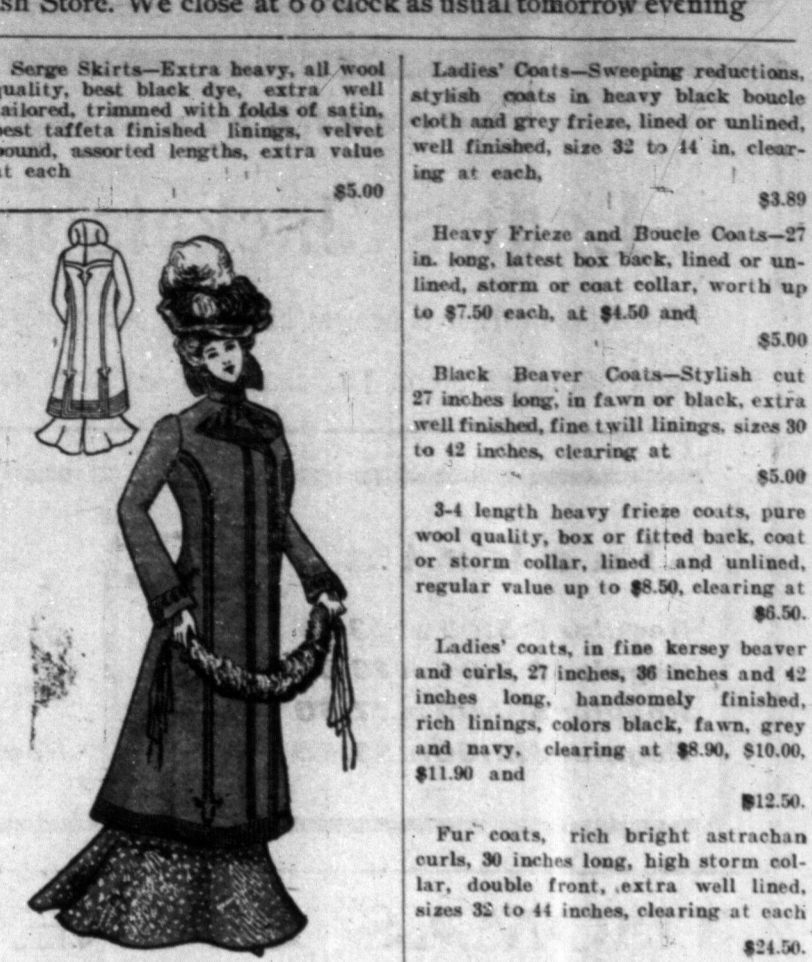 sh Store. We close at 6 o'clock as usual tomorrow evening
Serge Skirts—Extra heavy, all wool
quality, best black dye, extra well
tailored, trimmed with folds of satin,
best taffeta finished linings, velvet
bound, assorted lengths, extra value
at each
$5.00
Ladies' Coats—Sweeping reductions,
stylish coats in heavy black boucle
cloth and grey frieze, lined or unlined,
well finished, size 32 to 44 in, clear-
ing at each,
$3.89
Heavy Frieze and Boucle Coats—27
in. long, latest box back, lined or un-
lined, storm or coat collar, worth up
to $7.50 each, at $4.50 and
$5.00
Black Beaver Coats—Stylish cut
27 inches long, in fawn or black, extra
well finished, fine twill linings, sizes 30
to 42 inches, clearing at
$5.00
3-4 length heavy frieze coats, pure
wool quality, box or fitted back, coat
or storm collar, lined and unlined,
regular value up to $8.50, clearing at
$6.50.
Ladies' coats, in fine kersey beaver
and curls, 27 inches, 36 inches and 42
inches long, handsomely finished,
rich linings, colors black, fawn, grey
and navy, clearing at $8.90, $10.00,
$11.90 and
$12.50.
Fur coats, rich bright astrachan
curls, 30 inches long, high storm col-
lar, double front, extra well lined,
sizes 32 to 44 inches, clearing at each
$24.50.